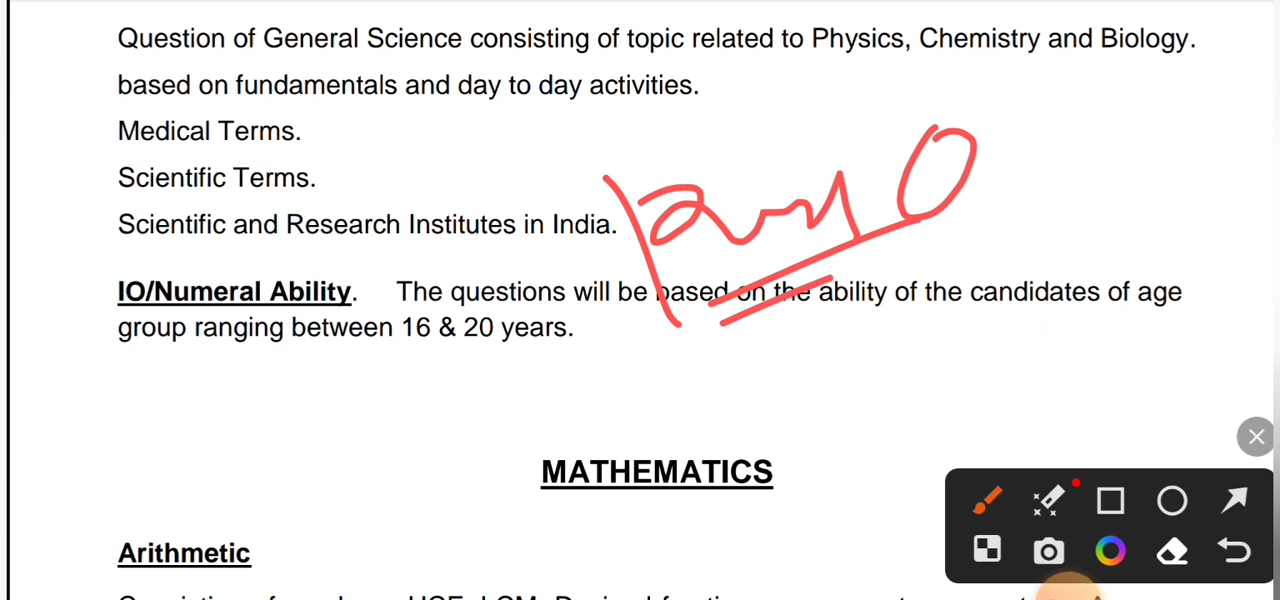 Question of General Science consisting of topic related to Physics, Chemistry and Biology.
based on fundamentals and day to day activities.
Medical Terms.
Scientific Terms.
Scientific and Research Institutes in India.
IO/Numeral Ability. The questions will be based on the ability of the candidates of age
group ranging between 16 & 20 years.
MATHEMATICS
Arithmetic